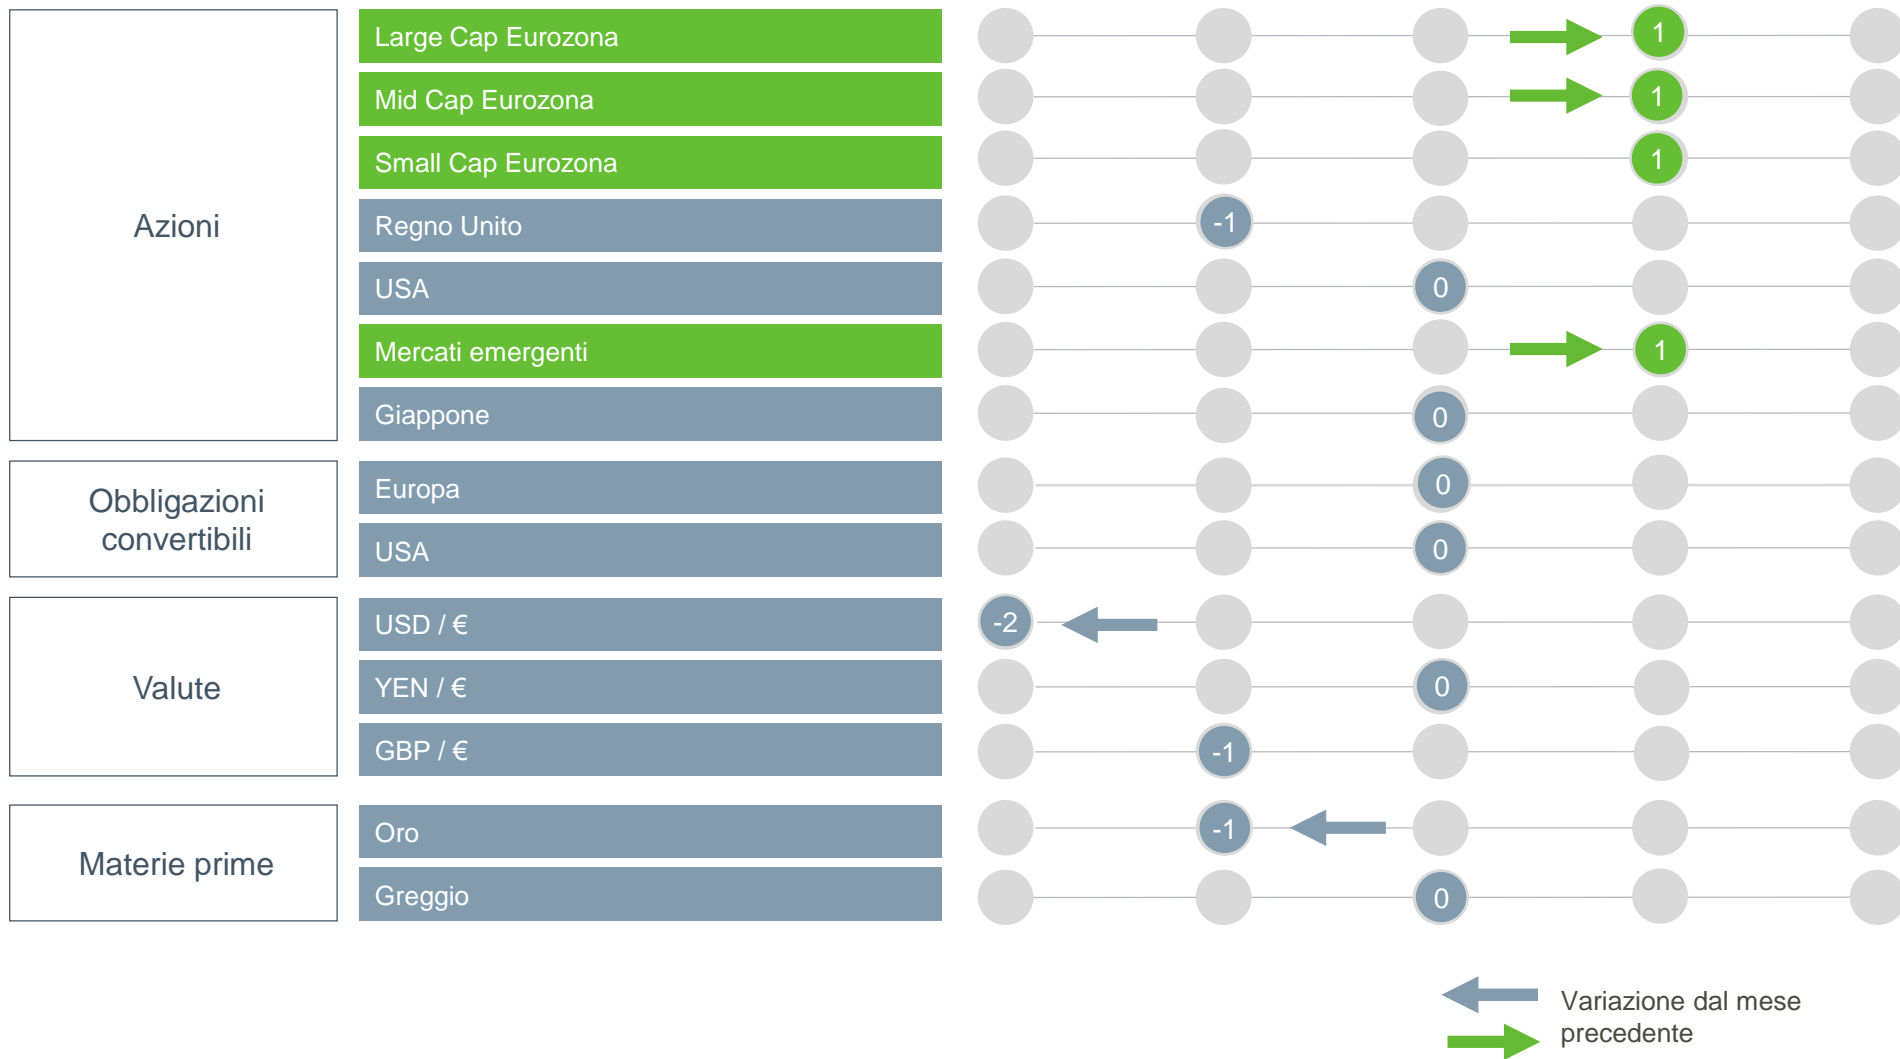 Azioni
Large Cap Eurozona
1
Mid Cap Eurozona
1
Small Cap Eurozona
1
Regno Unito
-1
USA
0
Mercati emergenti
1
Giappone
0
Obbligazioni
convertibili
Europa
0
USA
0
Valute
USD / €
-2
YEN / €
0
GBP / €
-1
Materie prime
Oro
-1
Greggio
0
Variazione dal mese
precedente